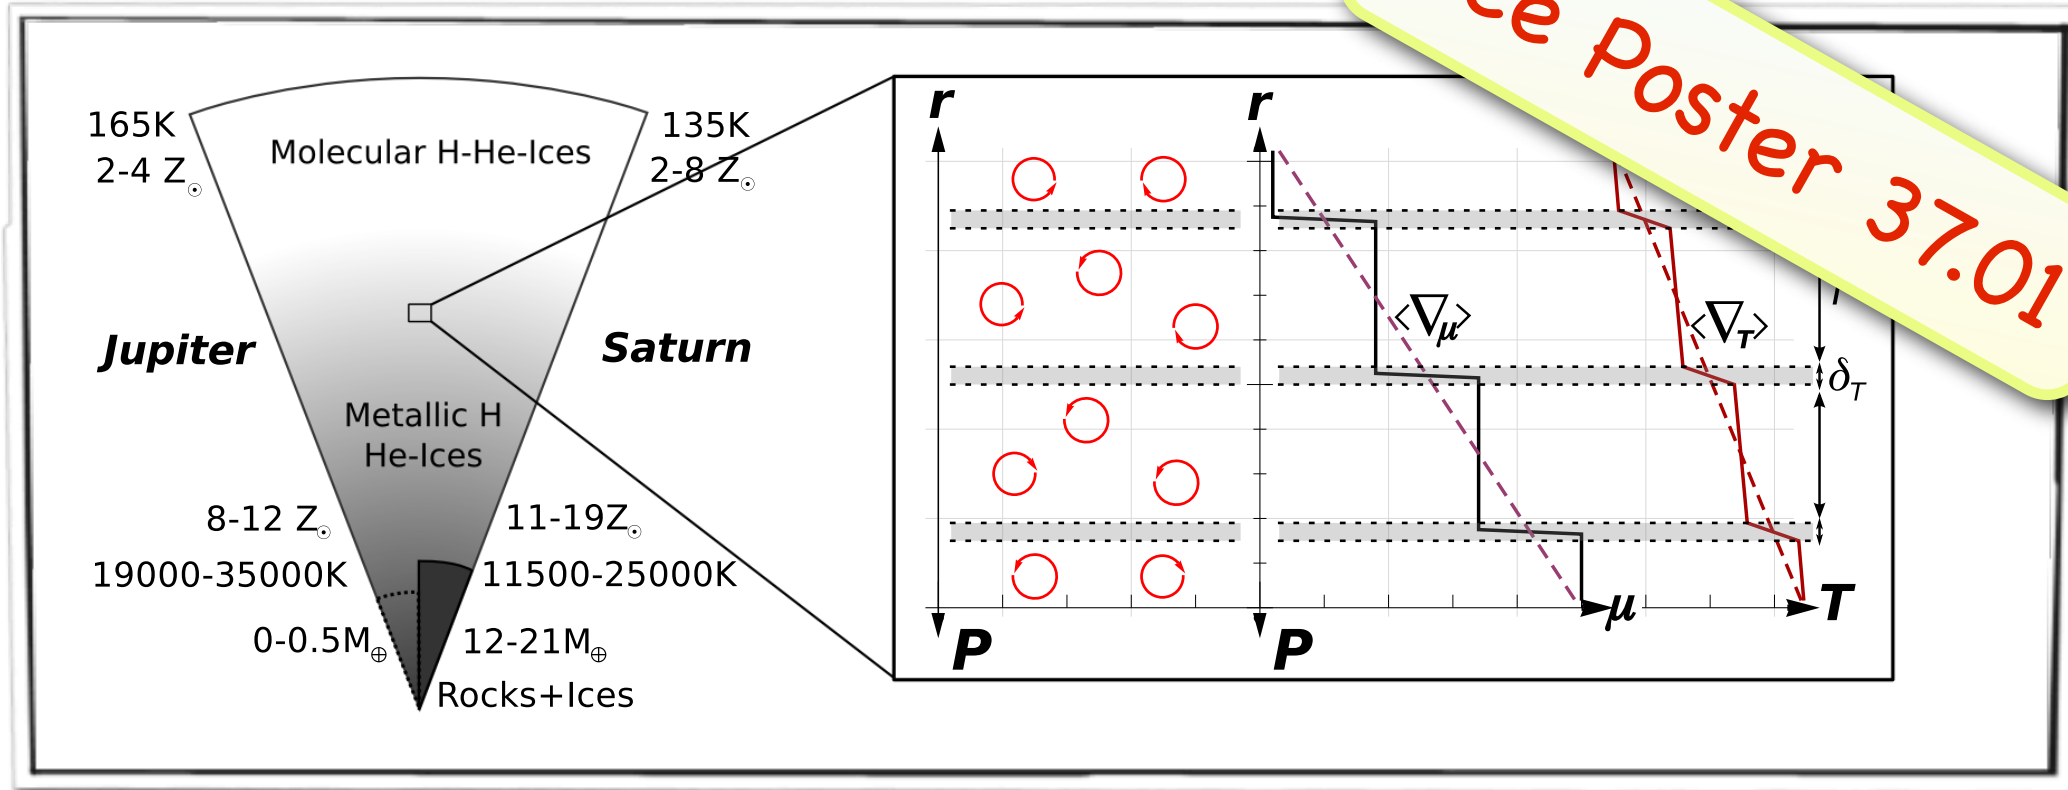 ce Poster 37.01
165K
2-4 Z☉
Molecular H-He-Ices
135K
2-8 Z☉
Jupiter
Saturn
Metallic H
He-Ices
8-12 Z☉
11-19Z☉
19000-35000K
11500-25000K
0-0.5M⊕
12-21M⊕
Rocks+Ices
r
r
<∇μ>
<∇T>
δT
P
P
μ
T